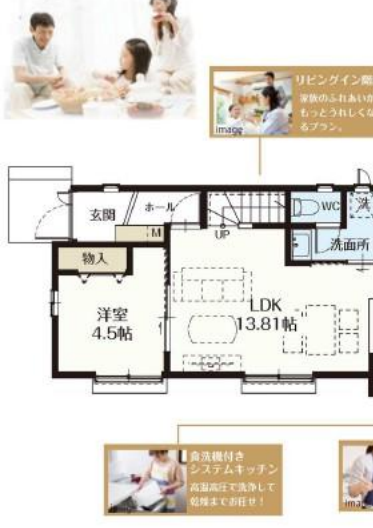 リビングイン階
家族のふれあいが
もっとうれしくな
るプラン。
image
玄関
ホール
M
UP
WC
洗
洗面所
物入
洋室
4.5帖
LDK
13.81帖
食洗機付き
システムキッチン
高温高圧で洗浄して
乾燥までお任せ！
image